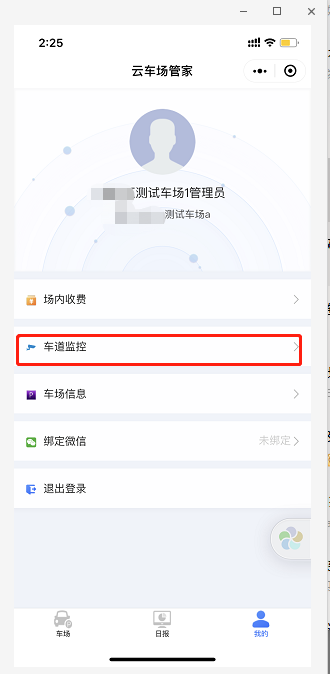 2:25
云车场管家
测试车场1管理员
测试车场a
场内收费
车道监控
车场信息
绑定微信 未绑定
退出登录
车场 日报 我的